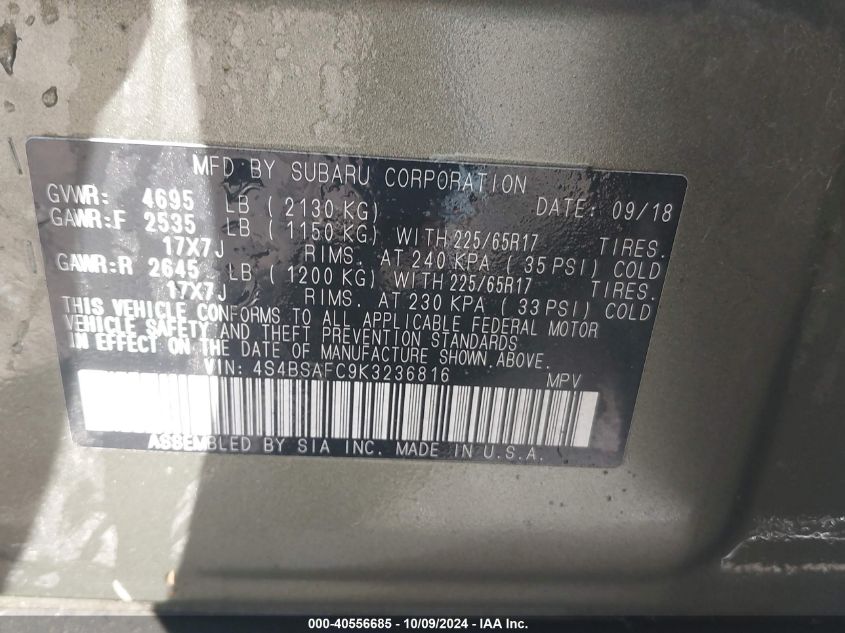 MFD BY SUBARU CORPORATION
DATE: 09/18
GVWR: 4695 LB ( 2130 KG)
GAWR:F 2535 LB ( 1150 KG) WITH 225/65R17 TIRES.
17X7J RIMS. AT 240 KPA ( 35 PSI) COLD
GAWR:R 2645 LB ( 1200 KG) WITH 225/65R17 TIRES.
17X7J RIMS. AT 230 KPA ( 33 PSI) COLD
THIS VEHICLE CONFORMS TO ALL APPLICABLE FEDERAL MOTOR
VEHICLE SAFETY AND THEFT PREVENTION STANDARDS
IN EFFECT ON THE DATE OF MANUFACTURE SHOWN ABOVE.
VIN: 4S4BSAFC9K3236816 MPV
ASSEMBLED BY SIA INC. MADE IN U.S.A.
000-40556685 - 10/09/2024 - IAA Inc.